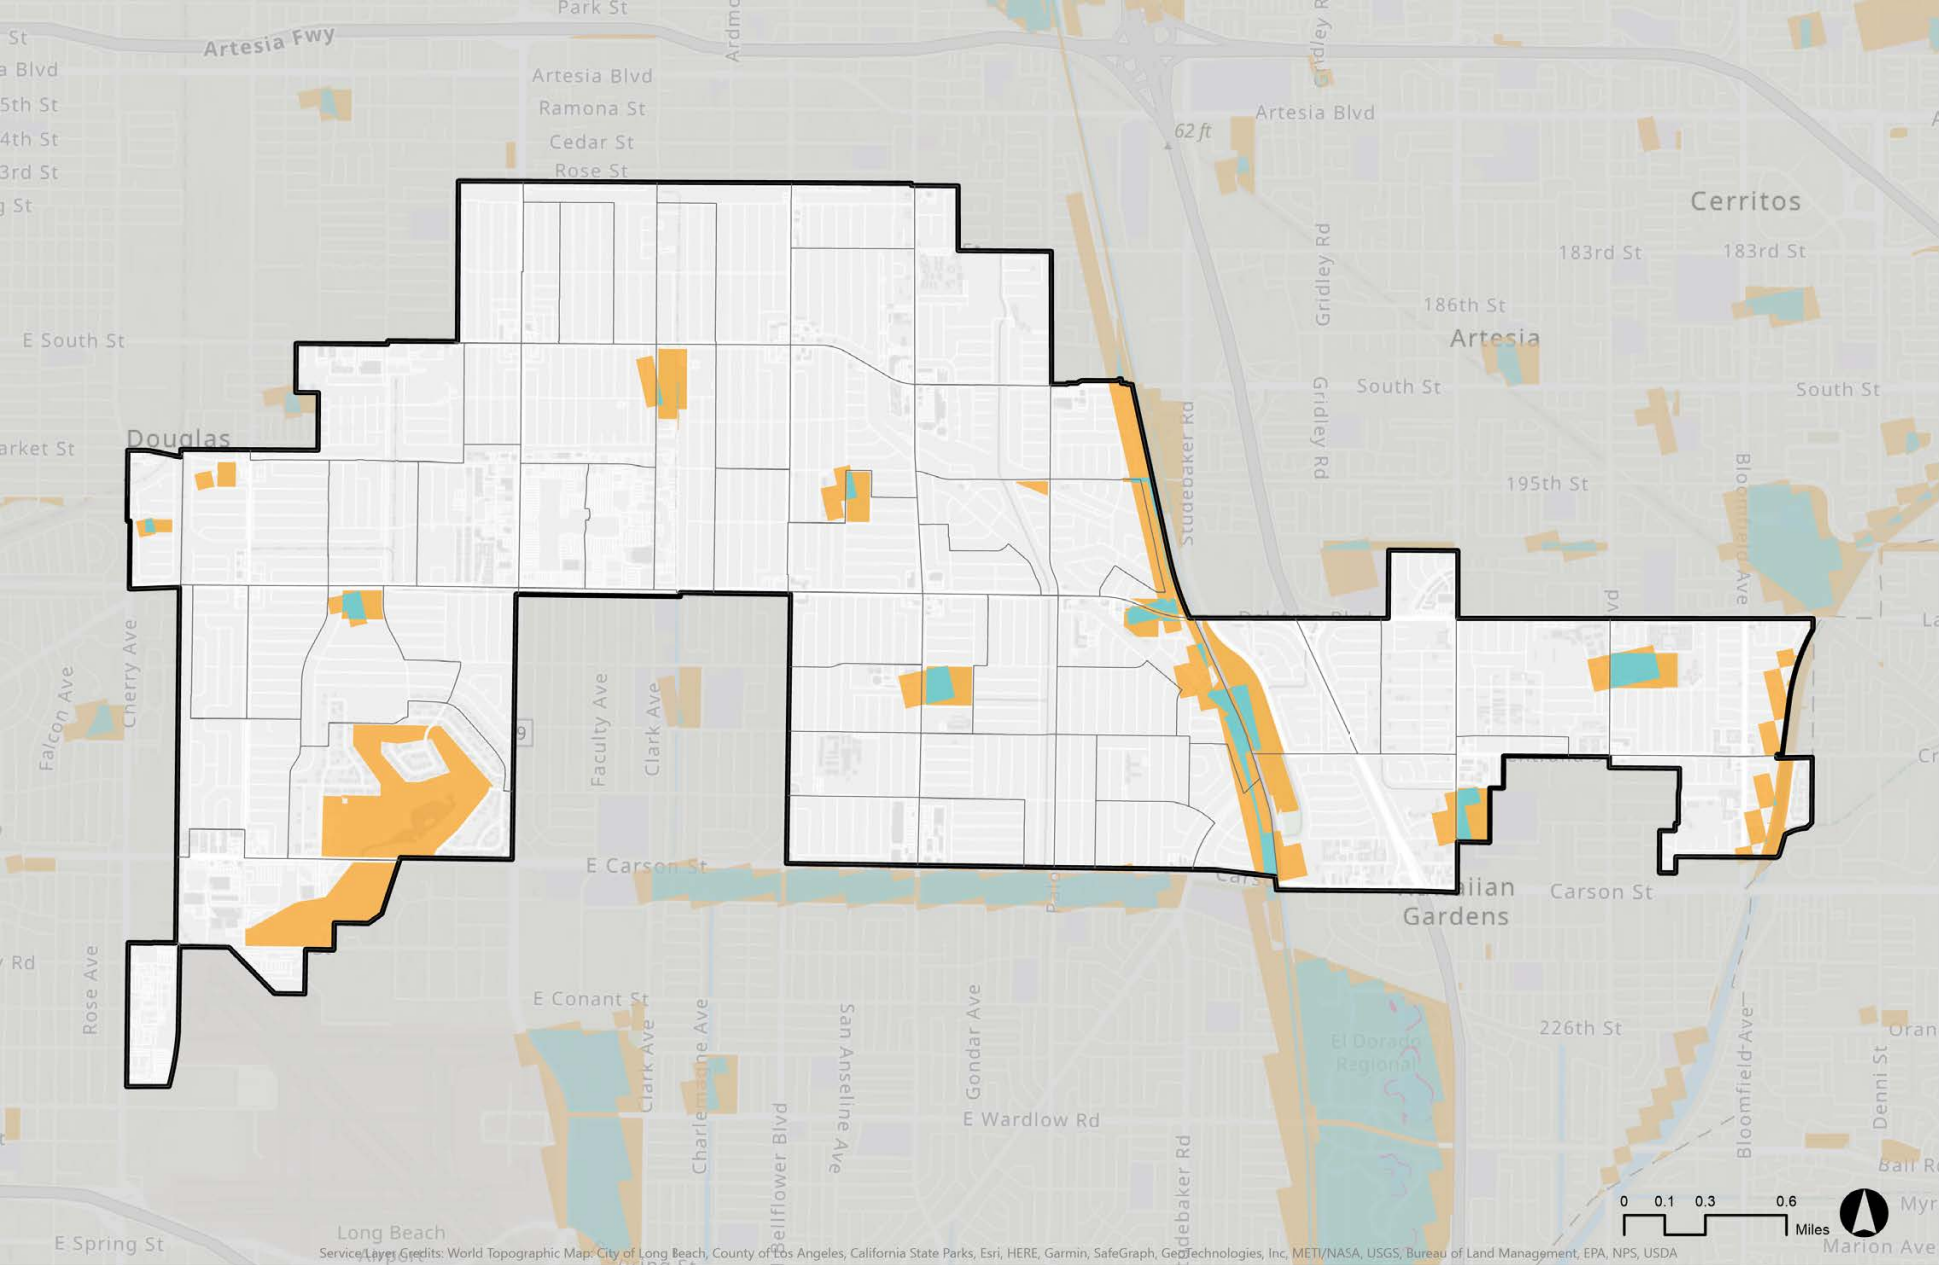 Park St
St
Artesia Fwy
Gridley R
a Blvd
Artesia Blvd
5th St
Ramona St
Artesia Blvd
4th St
Cedar St
62 ft
3rd St
Rose St
g St
Cerritos
183rd St
183rd St
Gridley Rd
186th St
E South St
Artesia
South St
South St
Gridley Rd
Douglas
arket St
Studebaker Rd
195th St
Bloomfield Ave
Cherry Ave
Falcon Ave
Faculty Ave
Clark Ave
9
E Carson St
Carson St
Gardens
y Rd
Rose Ave
E Conant St
Clark Ave
Charlemagne Ave
San Anseline Ave
Gondar Ave
226th St
Oran
El Dorado
Regional
Bloomfield-Ave
Denni St
E Wardlow Rd
Bellflower Blvd
udebaker Rd
Ball R
0 0.1 0.3 0.6
Miles
Myr
Long Beach
Airport
E Spring St
Marion Ave
Service Layer Credits: World Topographic Map: City of Long Beach, County of Los Angeles, California State Parks, Esri, HERE, Garmin, SafeGraph, GeoTechnologies, Inc, METI/NASA, USGS, Bureau of Land Management, EPA, NPS, USDA